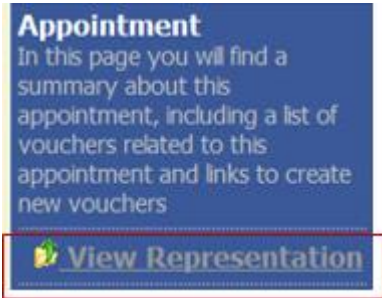 Appointment
In this page you will find a
summary about this
appointment, including a list of
vouchers related to this
appointment and links to create
new vouchers
View Representation